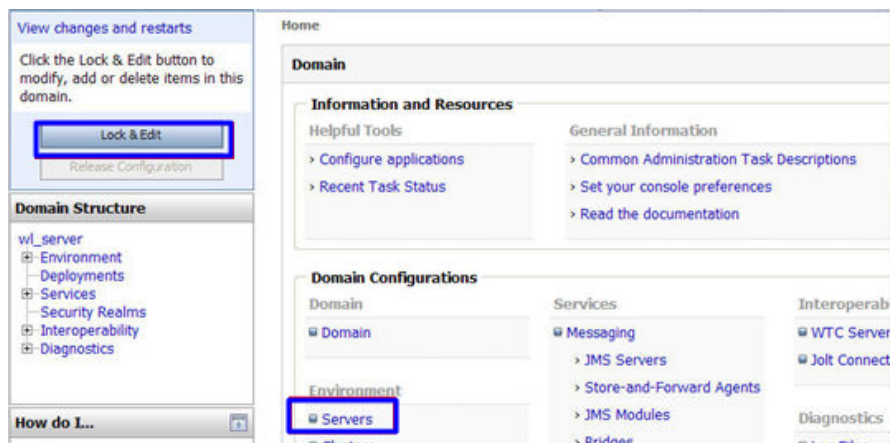 View changes and restarts
Click the Lock & Edit button to
modify, add or delete items in this
domain.
Lock & Edit
Release Configuration
Domain Structure
wl_server
Environment
Deployments
Services
Security Realms
Interoperability
Diagnostics
How do I...
Home
Domain
Information and Resources
Helpful Tools
Configure applications
Recent Task Status
General Information
Common Administration Task Descriptions
Set your console preferences
Read the documentation
Domain Configurations
Domain
Domain
Environment
Servers
Services
Messaging
JMS Servers
Store-and-Forward Agents
JMS Modules
Bridges
Interoperab
WTC Server
Jolt Connect
Diagnostics